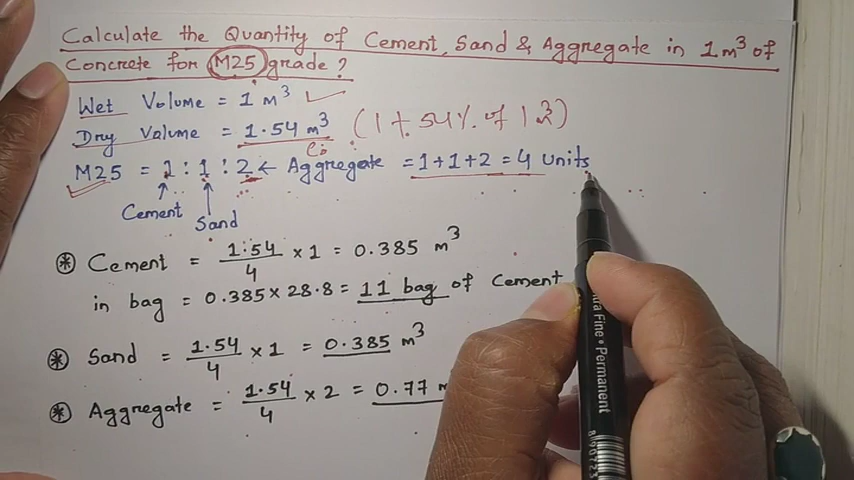 Calculate the Quantity of Cement, Sand & Aggregate in 1m³ of
Concrete for M25 grade?
Wet Volume = 1 m³
Dry Volume = 1.54 m³ (1 + 54% of 1 m³)
M25 = 1 : 1 : 2 ← Aggregate = 1+1+2 = 4 units
Cement
Sand
* Cement = 1.54/4 × 1 = 0.385 m³
in bag = 0.385 × 28.8 = 11 bag of Cement
* Sand = 1.54/4 × 1 = 0.385 m³
* Aggregate = 1.54/4 × 2 = 0.77 m
tra Fine • Permanent